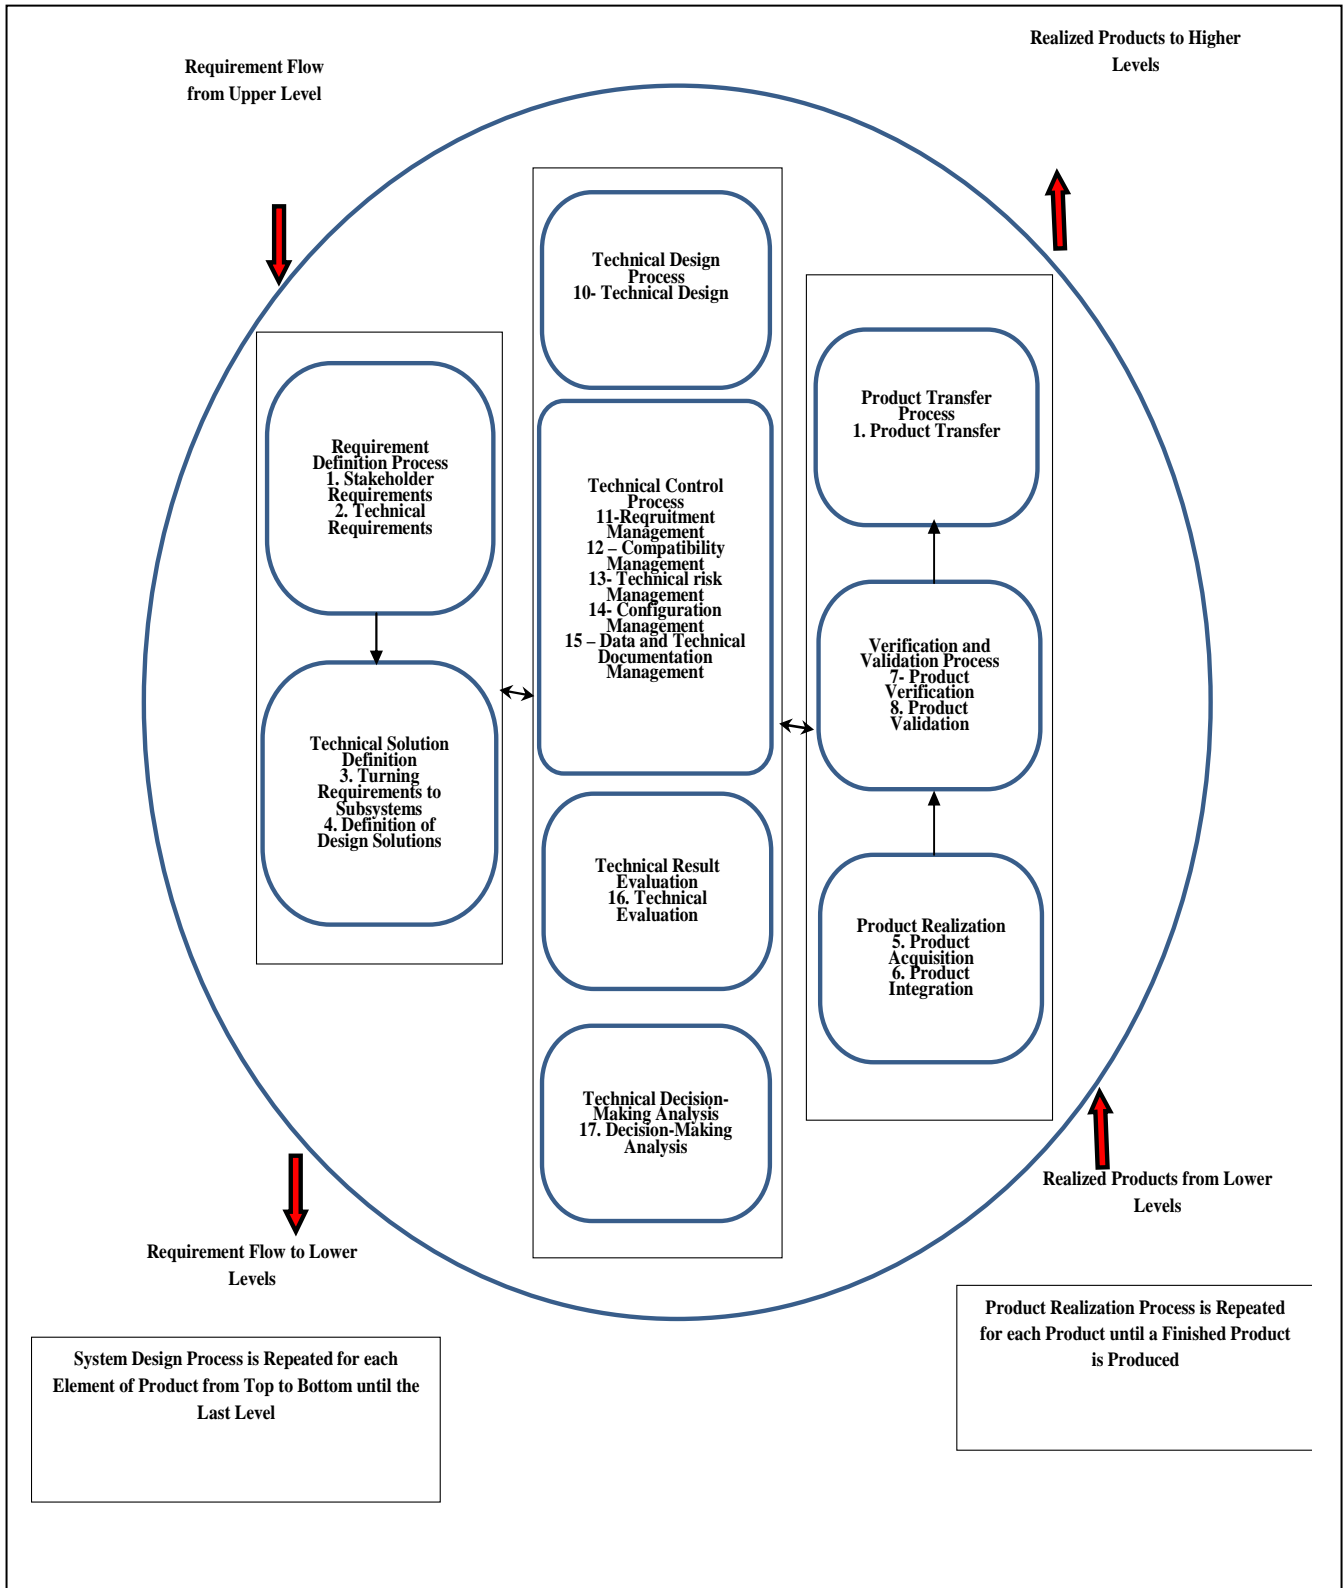 Requirement Flow
from Upper Level
Realized Products to Higher
Levels
Requirement
Definition Process
1. Stakeholder
Requirements
2. Technical
Requirements
Technical Solution
Definition
3. Turning
Requirements to
Subsystems
4. Definition of
Design Solutions
Technical Design
Process
10- Technical Design
Technical Control
Process
11-Reqruitment
Management
12 – Compatibility
Management
13- Technical risk
Management
14- Configuration
Management
15 – Data and Technical
Documentation
Management
Technical Result
Evaluation
16. Technical
Evaluation
Technical Decision-
Making Analysis
17. Decision-Making
Analysis
Product Transfer
Process
1. Product Transfer
Verification and
Validation Process
7- Product
Verification
8. Product
Validation
Product Realization
5. Product
Acquisition
6. Product
Integration
Realized Products from Lower
Levels
Requirement Flow to Lower
Levels
System Design Process is Repeated for each
Element of Product from Top to Bottom until the
Last Level
Product Realization Process is Repeated
for each Product until a Finished Product
is Produced